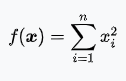 f(𝒙) = ∑_{i=1}^{n} x_i^2